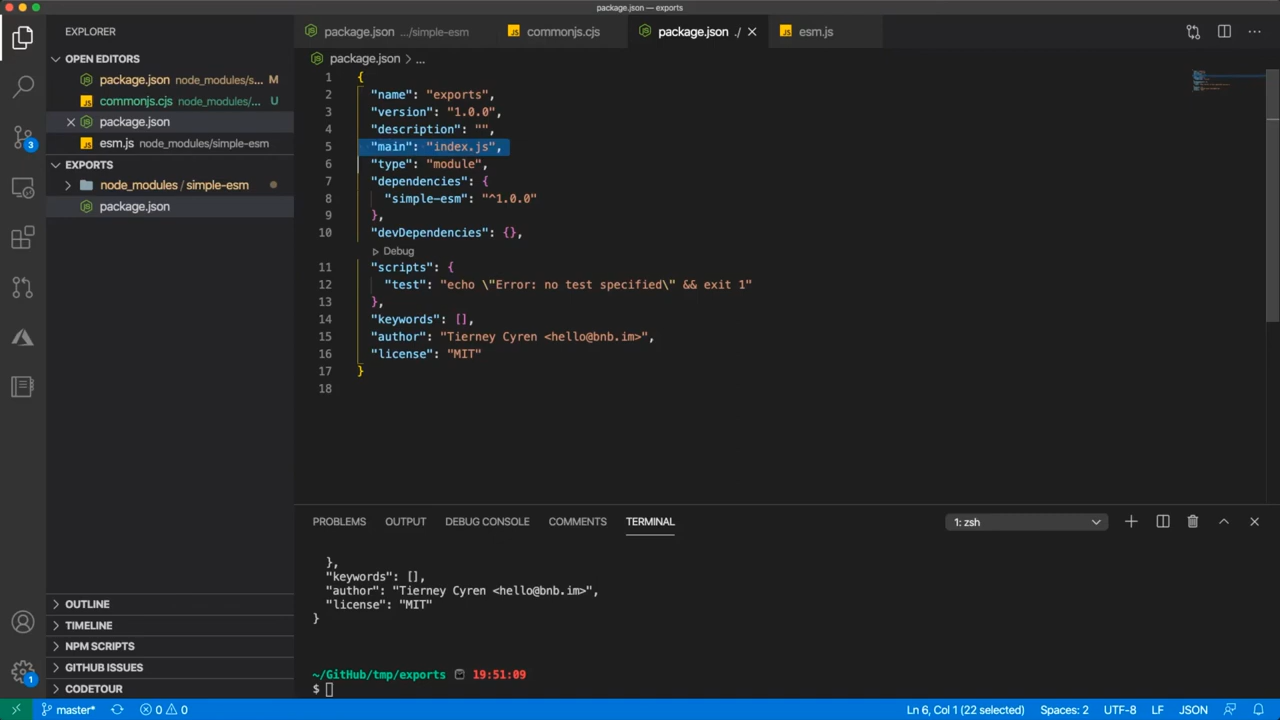 package.json — exports
EXPLORER
package.json .../simple-esm
commonjs.cjs
package.json ./
esm.js
OPEN EDITORS
package.json node_modules/s... M
commonjs.cjs node_modules/... U
package.json
esm.js node_modules/simple-esm
EXPORTS
node_modules / simple-esm
package.json
3
1
package.json > ...
1 {
2 "name": "exports",
3 "version": "1.0.0",
4 "description": "",
5 "main": "index.js",
6 "type": "module",
7 "dependencies": {
8 "simple-esm": "^1.0.0"
9 },
10 "devDependencies": {},
Debug
11 "scripts": {
12 "test": "echo \"Error: no test specified\" && exit 1"
13 },
14 "keywords": [],
15 "author": "Tierney Cyren <hello@bnb.im>",
16 "license": "MIT"
17 }
18
PROBLEMS
OUTPUT
DEBUG CONSOLE
COMMENTS
TERMINAL
1: zsh
},
"keywords": [],
"author": "Tierney Cyren <hello@bnb.im>",
"license": "MIT"
}
~/GitHub/tmp/exports 19:51:09
$
OUTLINE
TIMELINE
NPM SCRIPTS
GITHUB ISSUES
CODETOUR
master*
0 0
Ln 6, Col 1 (22 selected)
Spaces: 2
UTF-8
LF
JSON